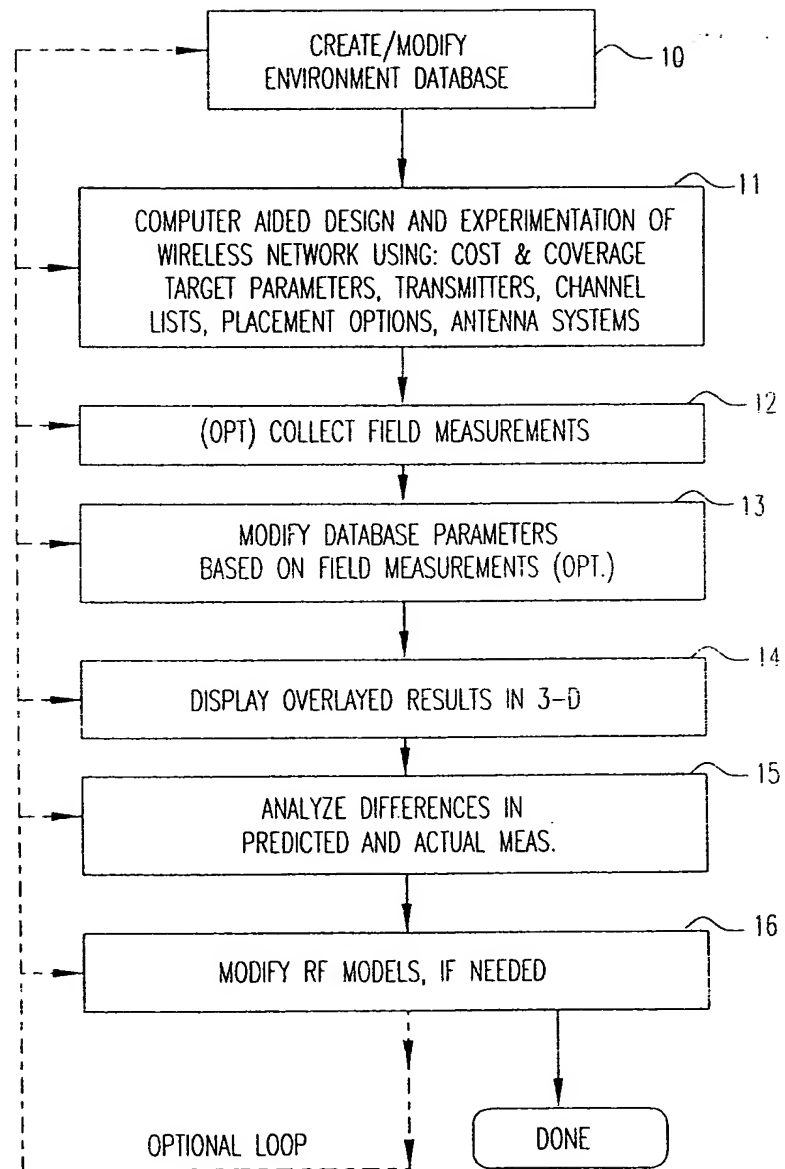 CREATE/MODIFY
ENVIRONMENT DATABASE
10
11
COMPUTER AIDED DESIGN AND EXPERIMENTATION OF
WIRELESS NETWORK USING: COST & COVERAGE
TARGET PARAMETERS, TRANSMITTERS, CHANNEL
LISTS, PLACEMENT OPTIONS, ANTENNA SYSTEMS
12
(OPT) COLLECT FIELD MEASUREMENTS
13
MODIFY DATABASE PARAMETERS
BASED ON FIELD MEASUREMENTS (OPT.)
14
DISPLAY OVERLAYED RESULTS IN 3-D
15
ANALYZE DIFFERENCES IN
PREDICTED AND ACTUAL MEAS.
16
MODIFY RF MODELS, IF NEEDED
OPTIONAL LOOP
DONE